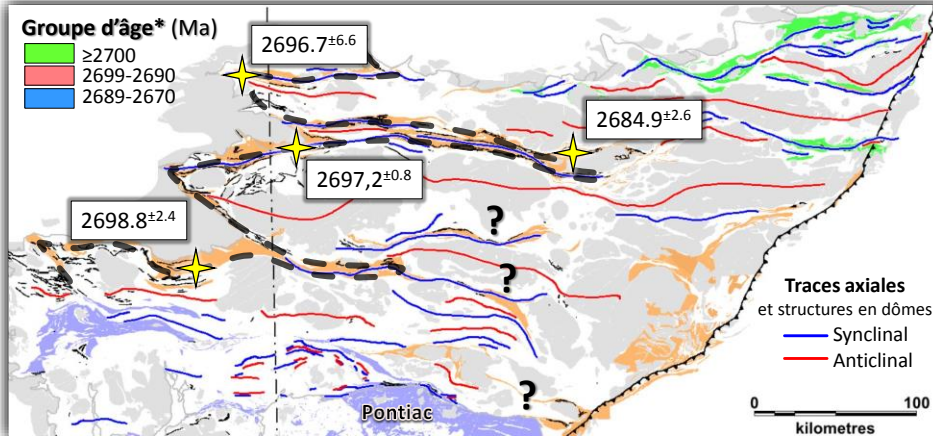 Groupe d'âge* (Ma)
≥2700
2699-2690
2689-2670
2696.7±6.6
2684.9±2.6
2697,2±0.8
2698.8±2.4
?
?
?
Pontiac
Traces axiales
et structures en dômes
Synclinal
Anticlinal
0 100
kilometres